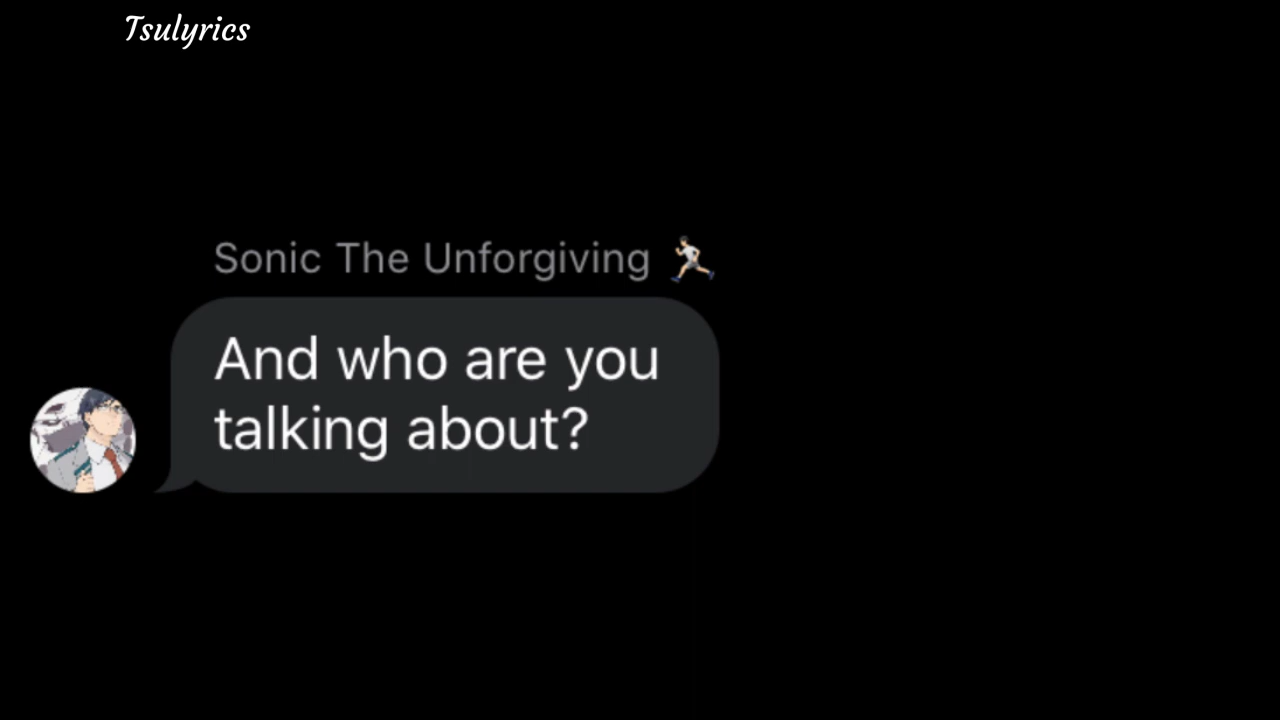 Tsulyrics
Sonic The Unforgiving 🏃🏻
And who are you
talking about?